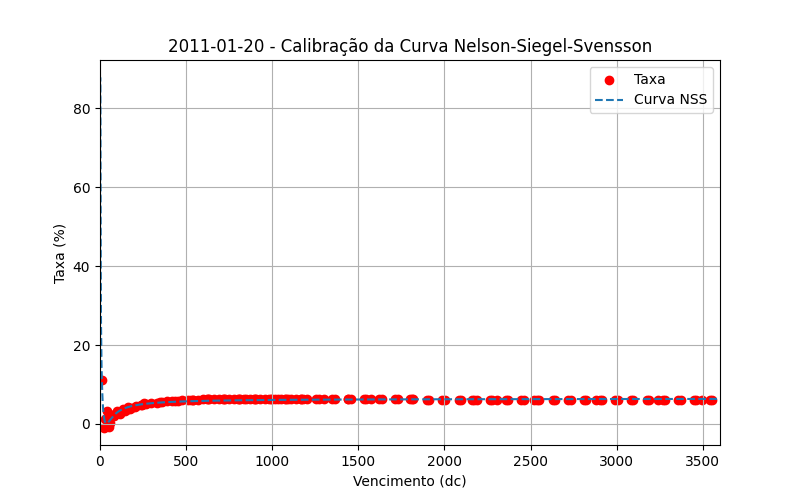 2011-01-20 - Calibração da Curva Nelson-Siegel-Svensson
Taxa
Curva NSS
Taxa (%)
80
60
40
20
0
0 500 1000 1500 2000 2500 3000 3500
Vencimento (dc)